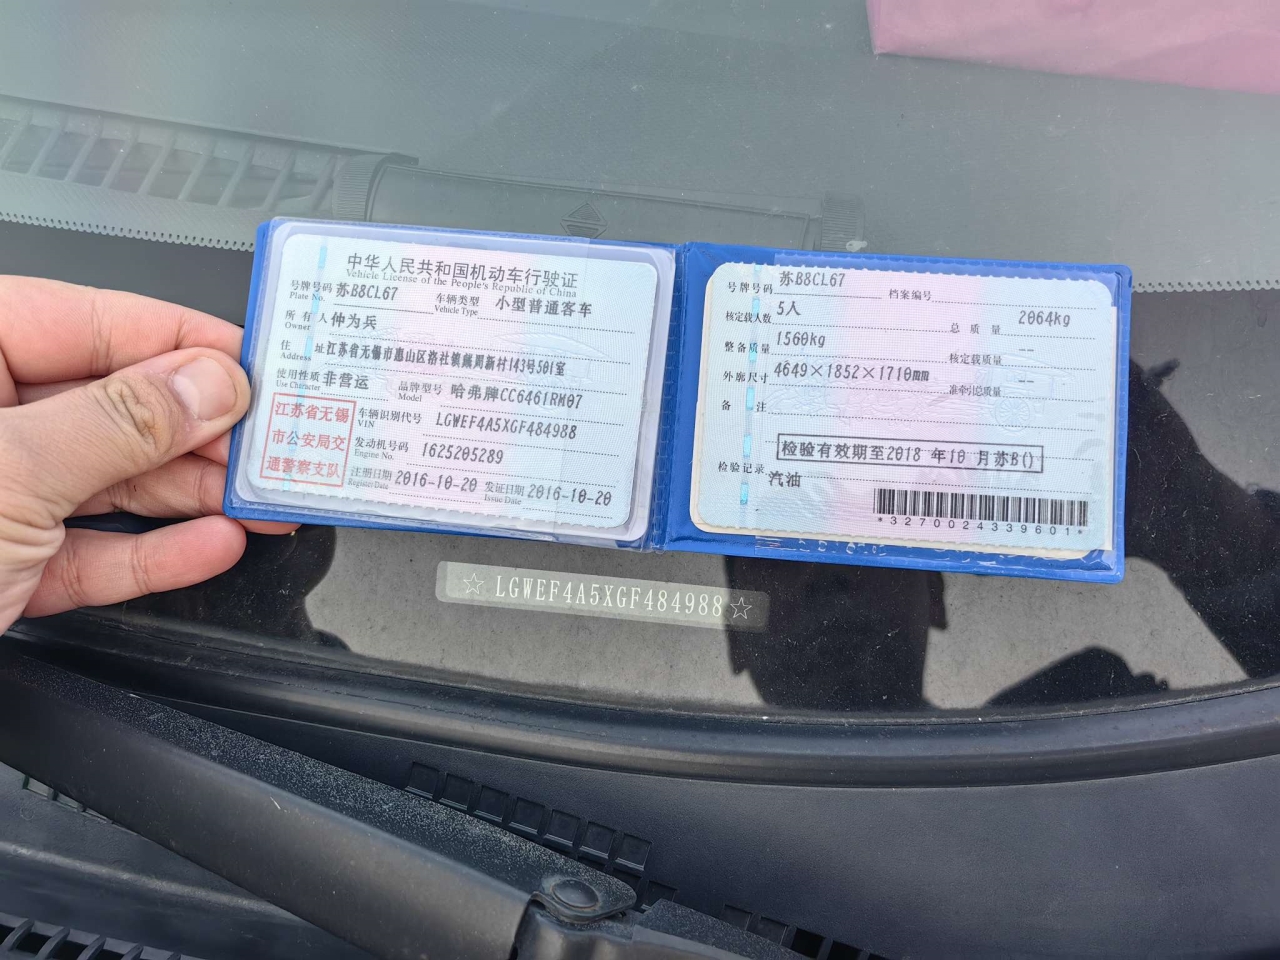 中华人民共和国机动车行驶证
Vehicle License of the People's Republic of China
号牌号码 苏B8CL67 车辆类型 小型普通客车
Plate No. Vehicle Type
所有人 仲为兵
Owner
住址 江苏省无锡市惠山区洛社镇镇周新村143号501室
Address
使用性质 非营运 品牌型号 哈弗牌CC6461RM07
Use Character Model
江苏省无锡
市公安局交
通警察支队
车辆识别代号 LGWEF4A5XGF484988
VIN
发动机号码 1625205289
Engine No.
注册日期 2016-10-20 发证日期 2016-10-20
Register Date Issue Date
号牌号码 苏B8CL67 档案编号
核定载人数 5人 总质量 2064kg
整备质量 1560kg 核定载质量 --
外廓尺寸 4649×1852×1710mm 准牵引总质量 --
备注
检验有效期至2018 年10 月苏B()
检验记录
汽油
*3270024339601*
☆ LGWEF4A5XGF484988 ☆